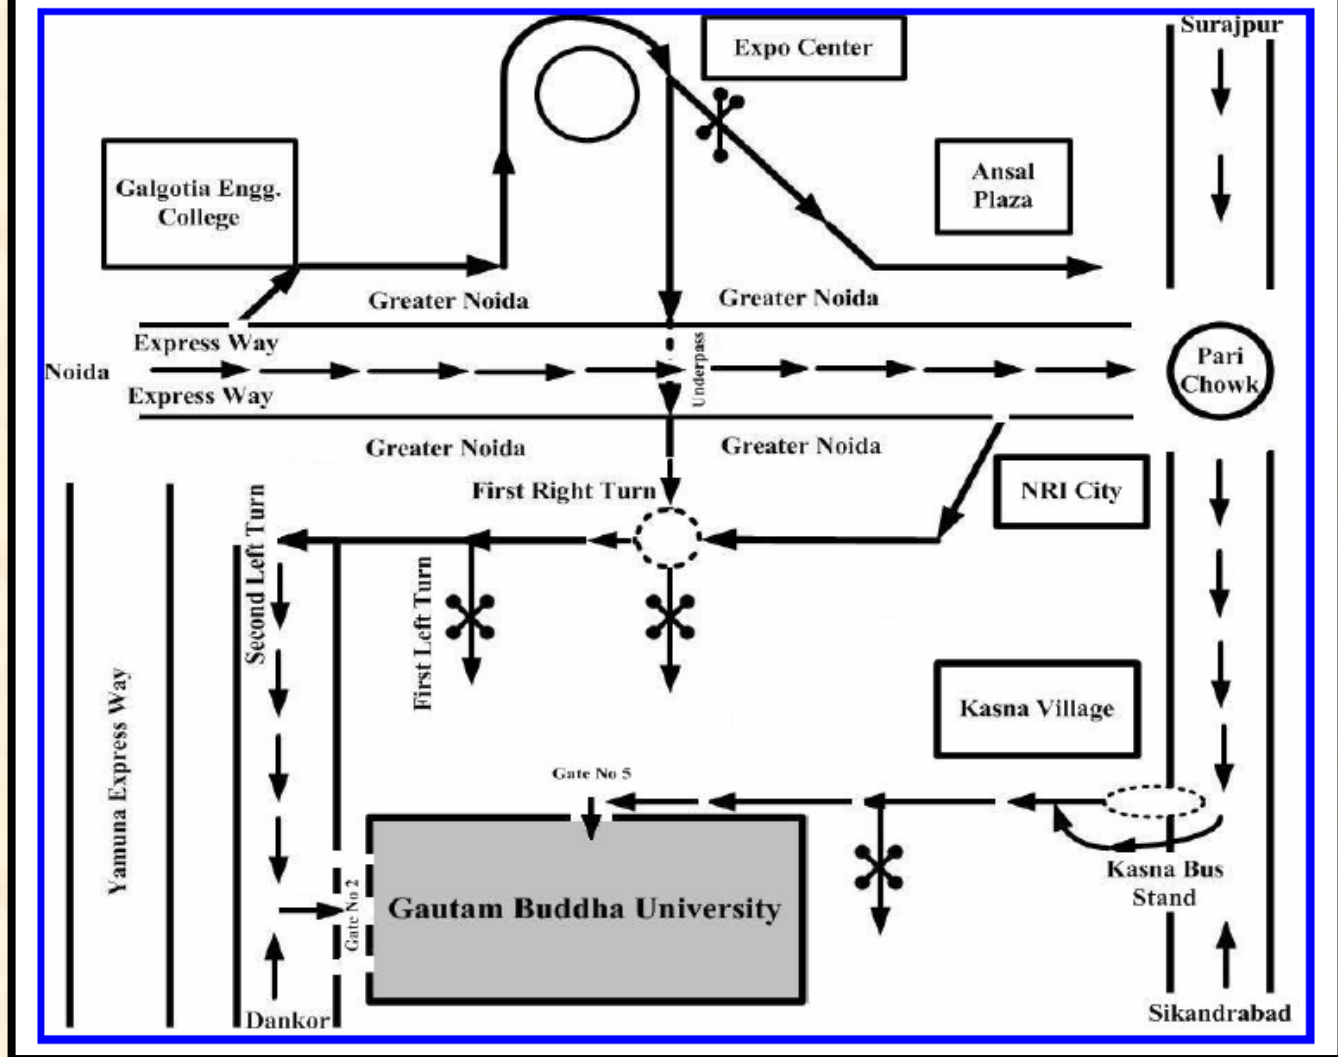 Surajpur
Expo Center
Galgotia Engg.
College
Ansal
Plaza
Greater Noida
Greater Noida
Express Way
Underpass
Pari
Chowk
Noida
Express Way
Greater Noida
Greater Noida
First Right Turn
NRI City
Second Left Turn
First Left Turn
Yamuna Express Way
Kasna Village
Gate No 5
Kasna Bus
Stand
Gate No 2
Gautam Buddha University
Dankor
Sikandrabad